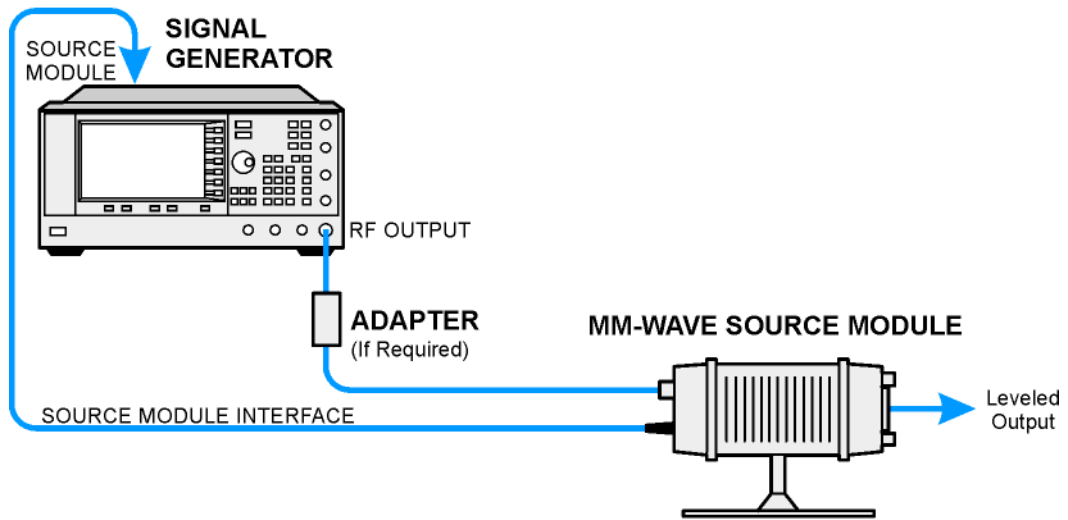 SIGNAL
GENERATOR
SOURCE
MODULE
RF OUTPUT
ADAPTER
(If Required)
MM-WAVE SOURCE MODULE
SOURCE MODULE INTERFACE
Leveled
Output